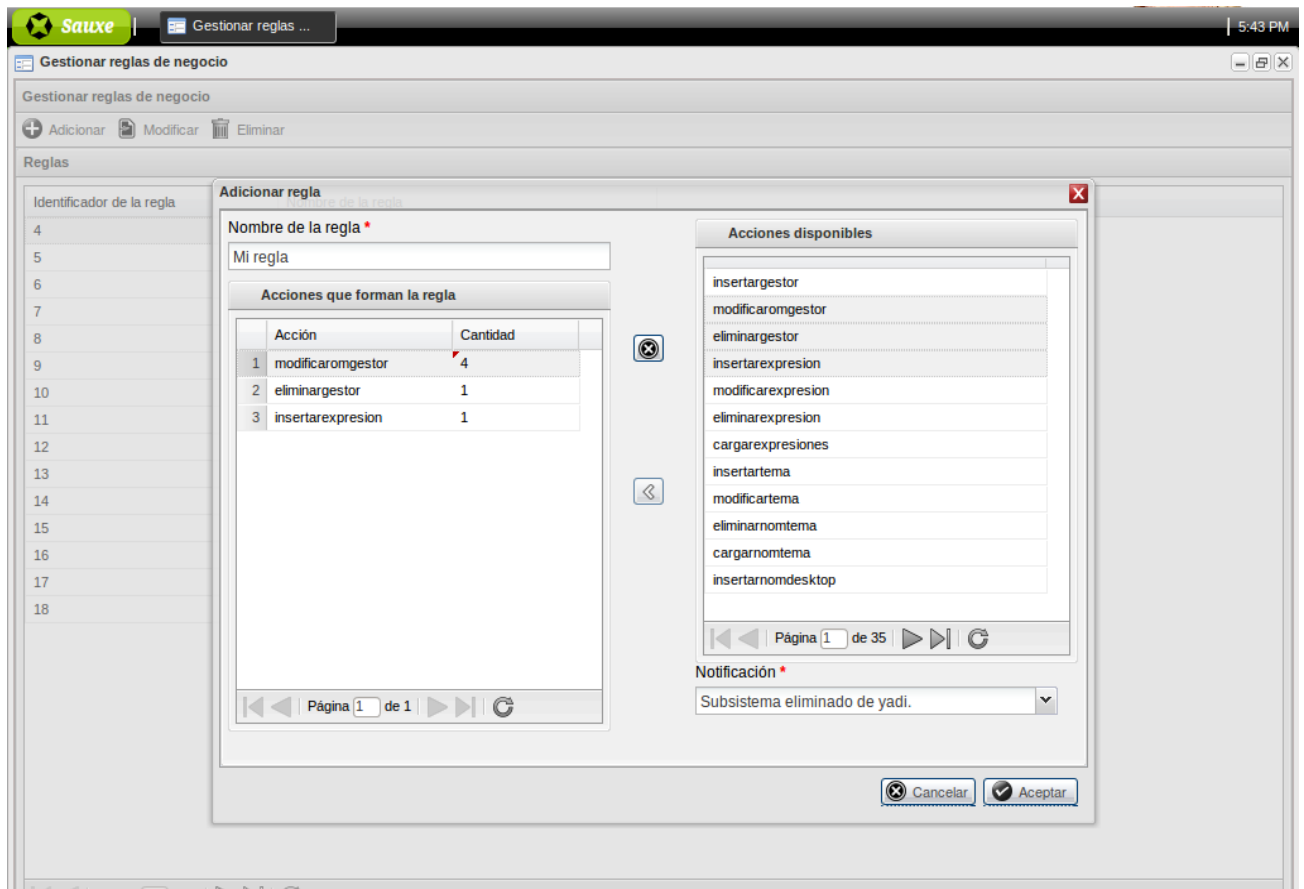 Sauxe
Gestionar reglas ...
5:43 PM
Gestionar reglas de negocio
Gestionar reglas de negocio
Adicionar Modificar Eliminar
Reglas
Identificador de la regla
Nombre de la regla
4
5
6
7
8
9
10
11
12
13
14
15
16
17
18
Adicionar regla
Nombre de la regla *
Mi regla
Acciones que forman la regla
Acción Cantidad
1 modificaromgestor 4
2 eliminargestor 1
3 insertarexpresion 1
Página 1 de 1
Acciones disponibles
insertargestor
modificaromgestor
eliminargestor
insertarexpresion
modificarexpresion
eliminarexpresion
cargarexpresiones
insertartema
modificartema
eliminarnomtema
cargarnomtema
insertarnomdesktop
Página 1 de 35
Notificación *
Subsistema eliminado de yadi.
Cancelar Aceptar